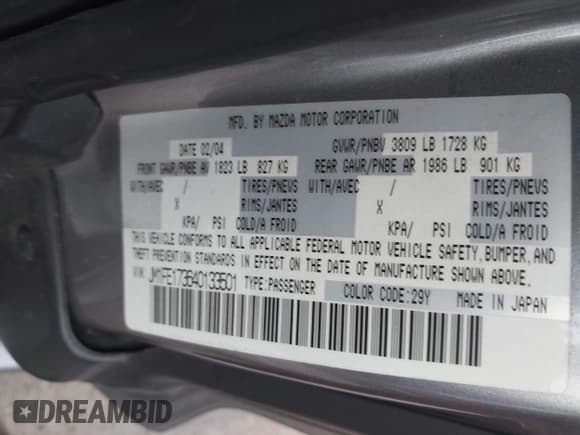 MFD. BY MAZDA MOTOR CORPORATION
DATE 02/04 GVWR/PNBV 3809 LB 1728 KG
FRONT GAWR/PNBE AV 1823 LB 827 KG REAR GAWR/PNBE AR 1986 LB 901 KG
WITH/AVEC / TIRES/PNEVS WITH/AVEC / TIRES/PNEVS
X RIMS/JANTES X RIMS/JANTES
KPA/ PSI COLD/A FROID KPA/ PSI COLD/A FROID
THIS VEHICLE CONFORMS TO ALL APPLICABLE FEDERAL MOTOR VEHICLE SAFETY, BUMPER, AND
THEFT PREVENTION STANDARDS IN EFFECT ON THE DATE OF MANUFACTURE SHOWN ABOVE.
VIN: JM1FE173640133501 TYPE:PASSENGER COLOR CODE:29Y MADE IN JAPAN
DREAMBID